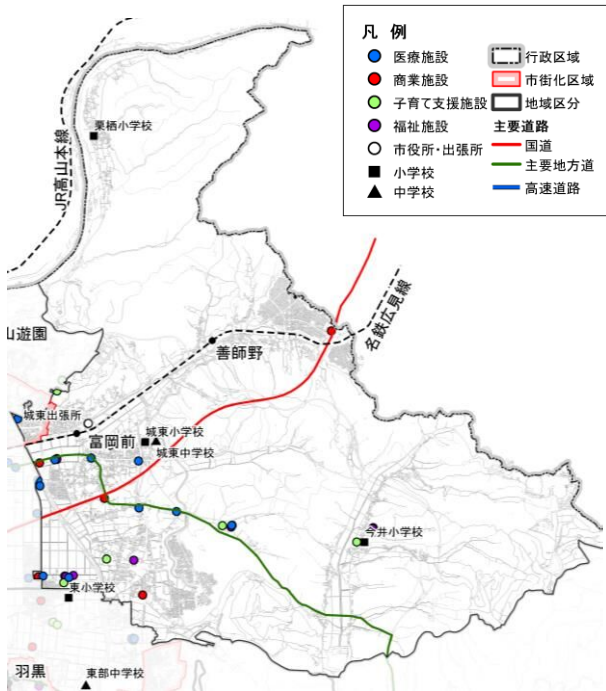 凡 例
医療施設
商業施設
子育て支援施設
福祉施設
市役所・出張所
小学校
中学校
行政区域
市街化区域
地域区分
主要道路
国道
主要地方道
高速道路
栗栖小学校
JR高山本線
名鉄広見線
山遊園
善師野
城東出張所
富岡前
城東小学校
城東中学校
今井小学校
東小学校
羽黒
東部中学校